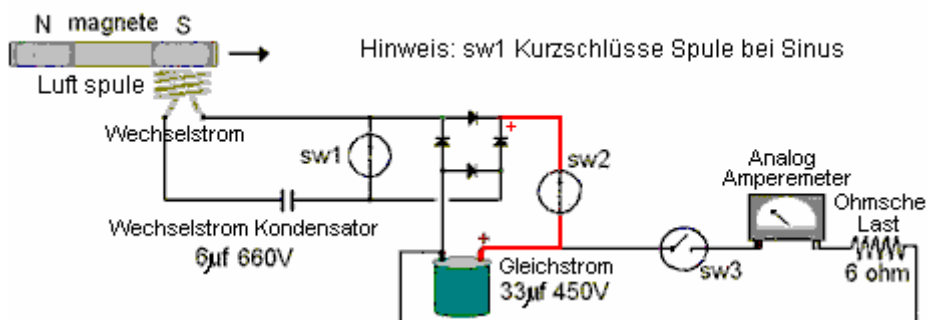 N magnete S
Hinweis: sw1 Kurzschlüsse Spule bei Sinus
Luft spule
Wechselstrom
+
sw1
sw2
Analog
Amperemeter
Ohmsche
Last
Wechselstrom Kondensator
6µf 660V
+
Gleichstrom
33µf 450V
sw3
6 ohm